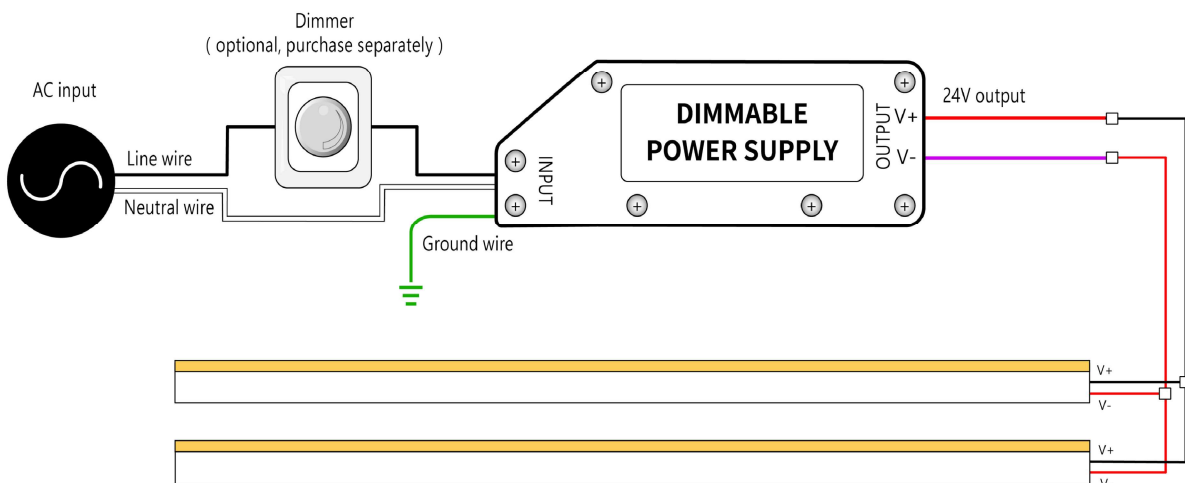 Dimmer
( optional, purchase separately )
AC input
Line wire
Neutral wire
Ground wire
INPUT
DIMMABLE
POWER SUPPLY
OUTPUT
V+
V-
24V output
V+
V-
V+